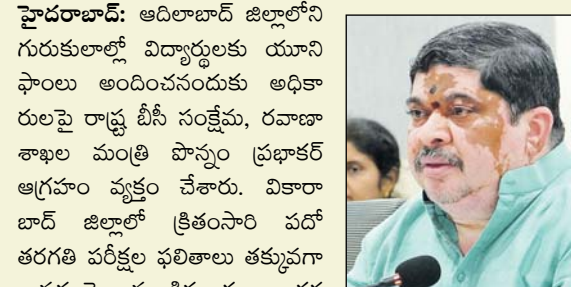 హైదరాబాద్: ఆదిలాబాద్ జిల్లాలోని
గురుకులాల్లో విద్యార్థులకు యూని
ఫాంలు అందించనందుకు అధికా
రులపై రాష్ట్ర బీసీ సంక్షేమ, రవాణా
శాఖల మంత్రి పొన్నం ప్రభాకర్
ఆగ్రహం వ్యక్తం చేశారు. వికారా
బాద్ జిల్లాలో క్రితంసారి పదో
తరగతి పరీక్షల ఫలితాలు తక్కువగా